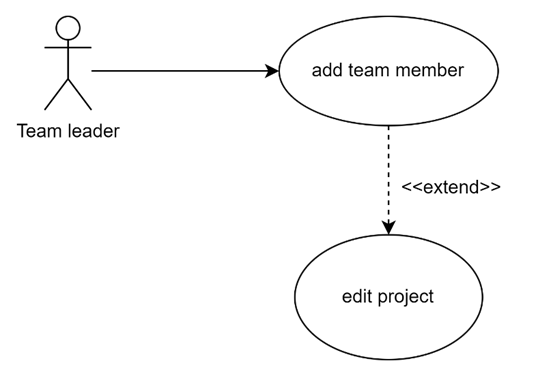 add team member
Team leader
<<extend>>
edit project